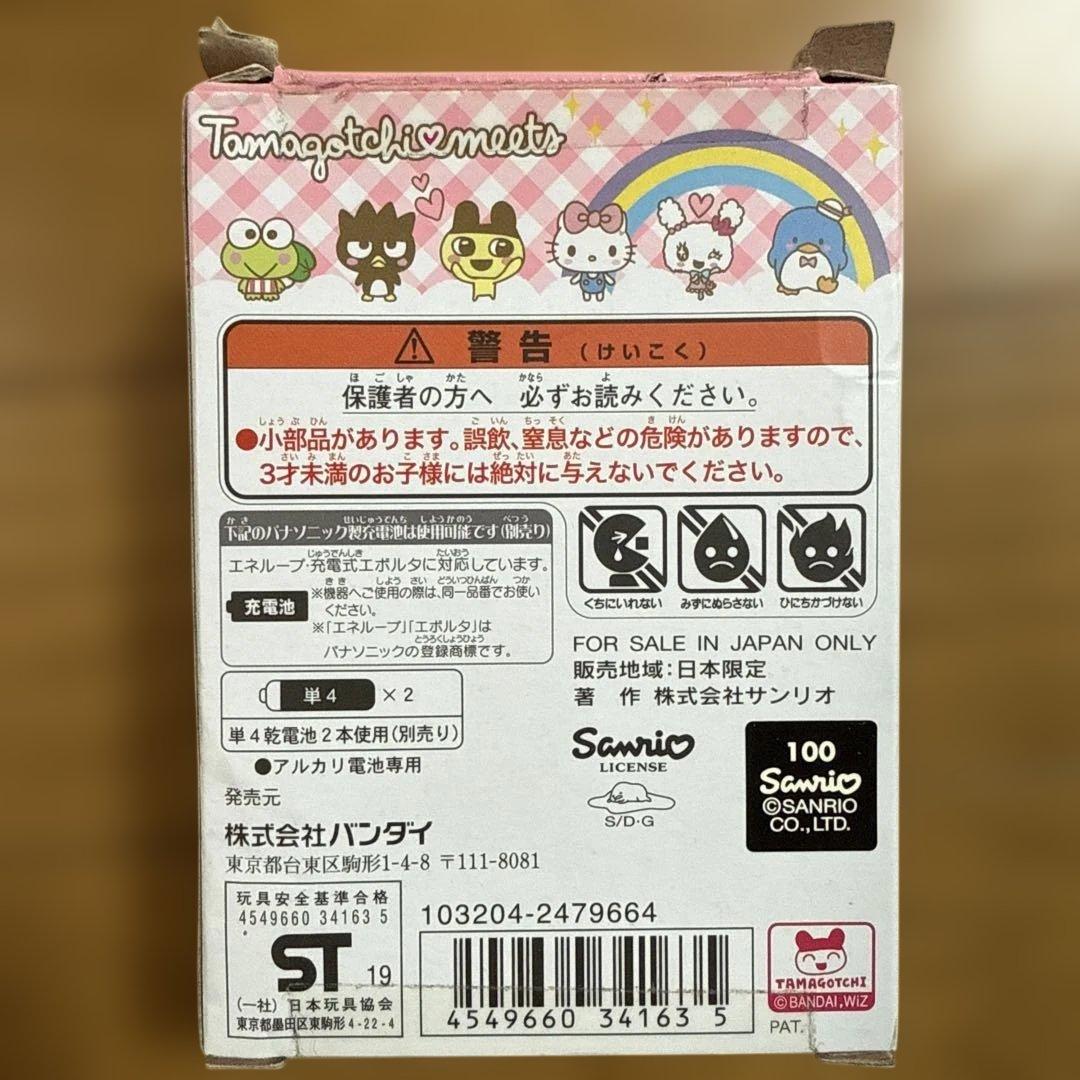 Tamagotchi♡meets
⚠ 警告 (けいこく)
保護者の方へ 必ずお読みください。
●小部品があります。誤飲、窒息などの危険がありますので、
3才未満のお子様には絶対に与えないでください。
下記のパナソニック製充電池は使用可能です(別売り)
エネループ・充電式エボルタに対応しています。
充電池
※機器へご使用の際は、同一品番でお使い
ください。
※「エネループ」「エボルタ」は
パナソニックの登録商標です。
くちにいれない
みずにぬらさない
ひにちかづけない
単4 ×2
単4乾電池2本使用(別売り)
●アルカリ電池専用
FOR SALE IN JAPAN ONLY
販売地域:日本限定
著 作 株式会社サンリオ
Sanrio
LICENSE
S/D・G
100
Sanrio
©SANRIO
CO.,LTD.
発売元
株式会社バンダイ
東京都台東区駒形1-4-8 〒111-8081
玩具安全基準合格
4549660 34163 5
ST 19
(一社) 日本玩具協会
東京都墨田区東駒形4-22-4
103204-2479664
4549660 34163 5
TAMAGOTCHI
©BANDAI,WiZ
PAT.